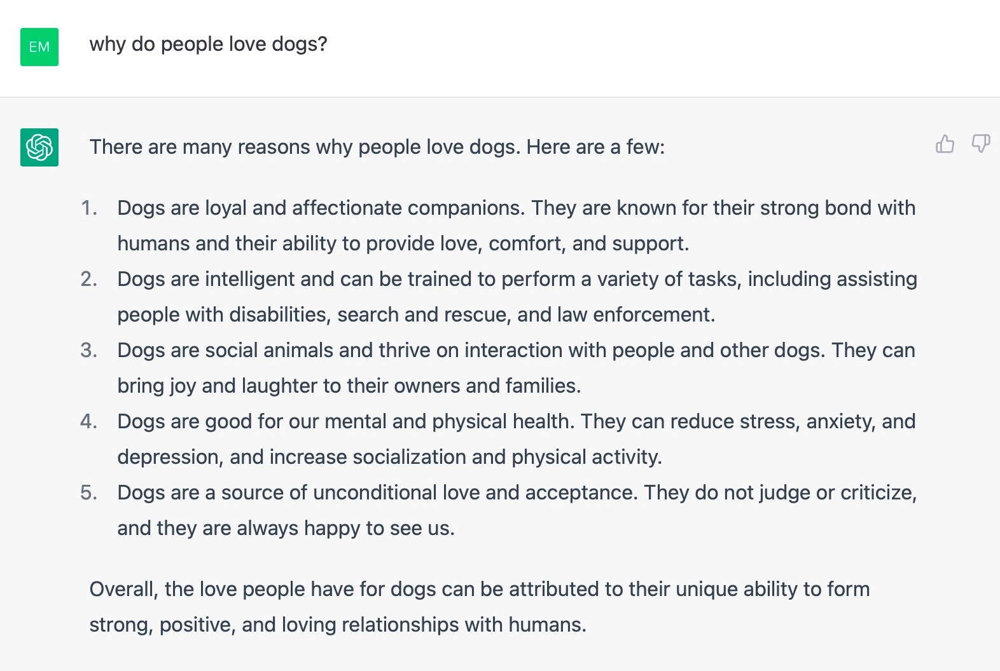 EM
why do people love dogs?
There are many reasons why people love dogs. Here are a few:
1. Dogs are loyal and affectionate companions. They are known for their strong bond with
humans and their ability to provide love, comfort, and support.
2. Dogs are intelligent and can be trained to perform a variety of tasks, including assisting
people with disabilities, search and rescue, and law enforcement.
3. Dogs are social animals and thrive on interaction with people and other dogs. They can
bring joy and laughter to their owners and families.
4. Dogs are good for our mental and physical health. They can reduce stress, anxiety, and
depression, and increase socialization and physical activity.
5. Dogs are a source of unconditional love and acceptance. They do not judge or criticize,
and they are always happy to see us.
Overall, the love people have for dogs can be attributed to their unique ability to form
strong, positive, and loving relationships with humans.